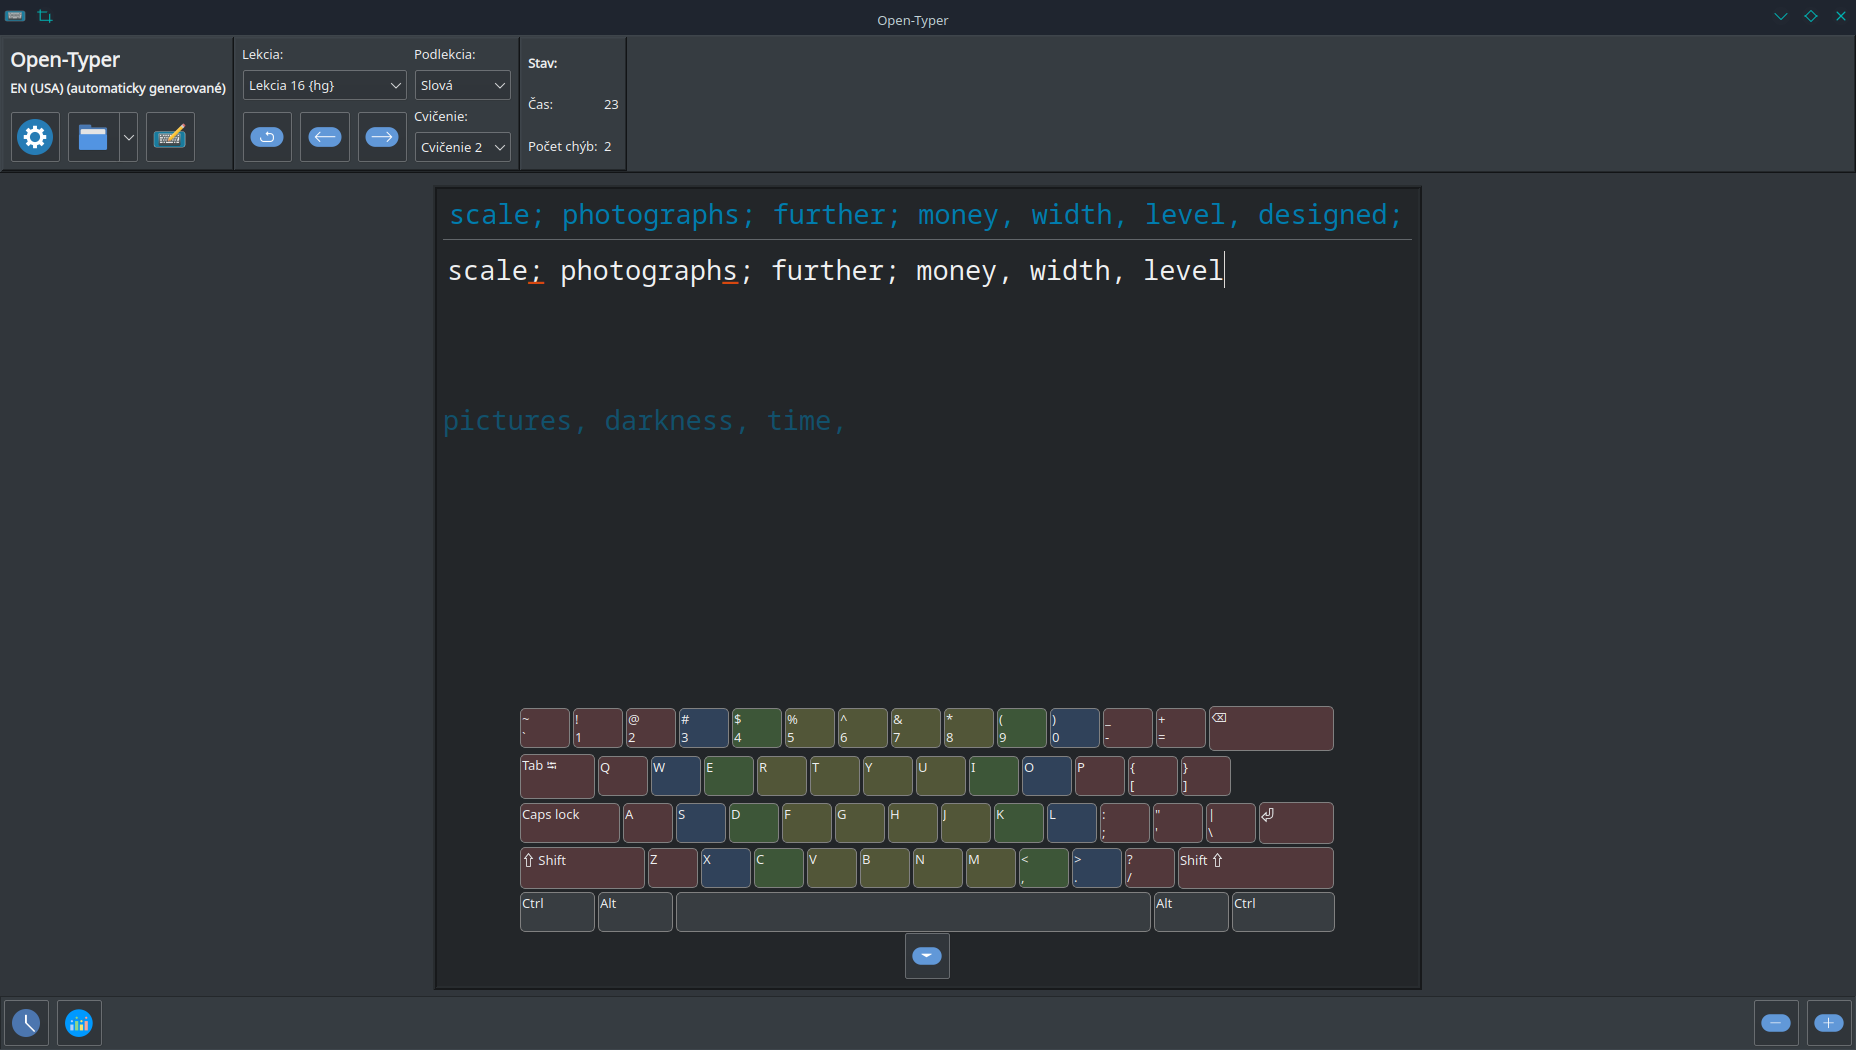 Open-Typer
Open-Typer
EN (USA) (automaticky generované)
Lekcia:
Lekcia 16 {hg}
Podlekcia:
Slová
Cvičenie:
Cvičenie 2
Stav:
Čas: 23
Počet chýb: 2
scale; photographs; further; money, width, level, designed;
scale; photographs; further; money, width, level
pictures, darkness, time,
~ ! @ # $ % ^ & * ( ) _ + ⌫
` 1 2 3 4 5 6 7 8 9 0 - =
Tab ↹ Q W E R T Y U I O P { }
[ ]
Caps lock A S D F G H J K L : " | ⏎
; ' \
⇧ Shift Z X C V B N M < > ? Shift ⇧
, . /
Ctrl Alt Alt Ctrl